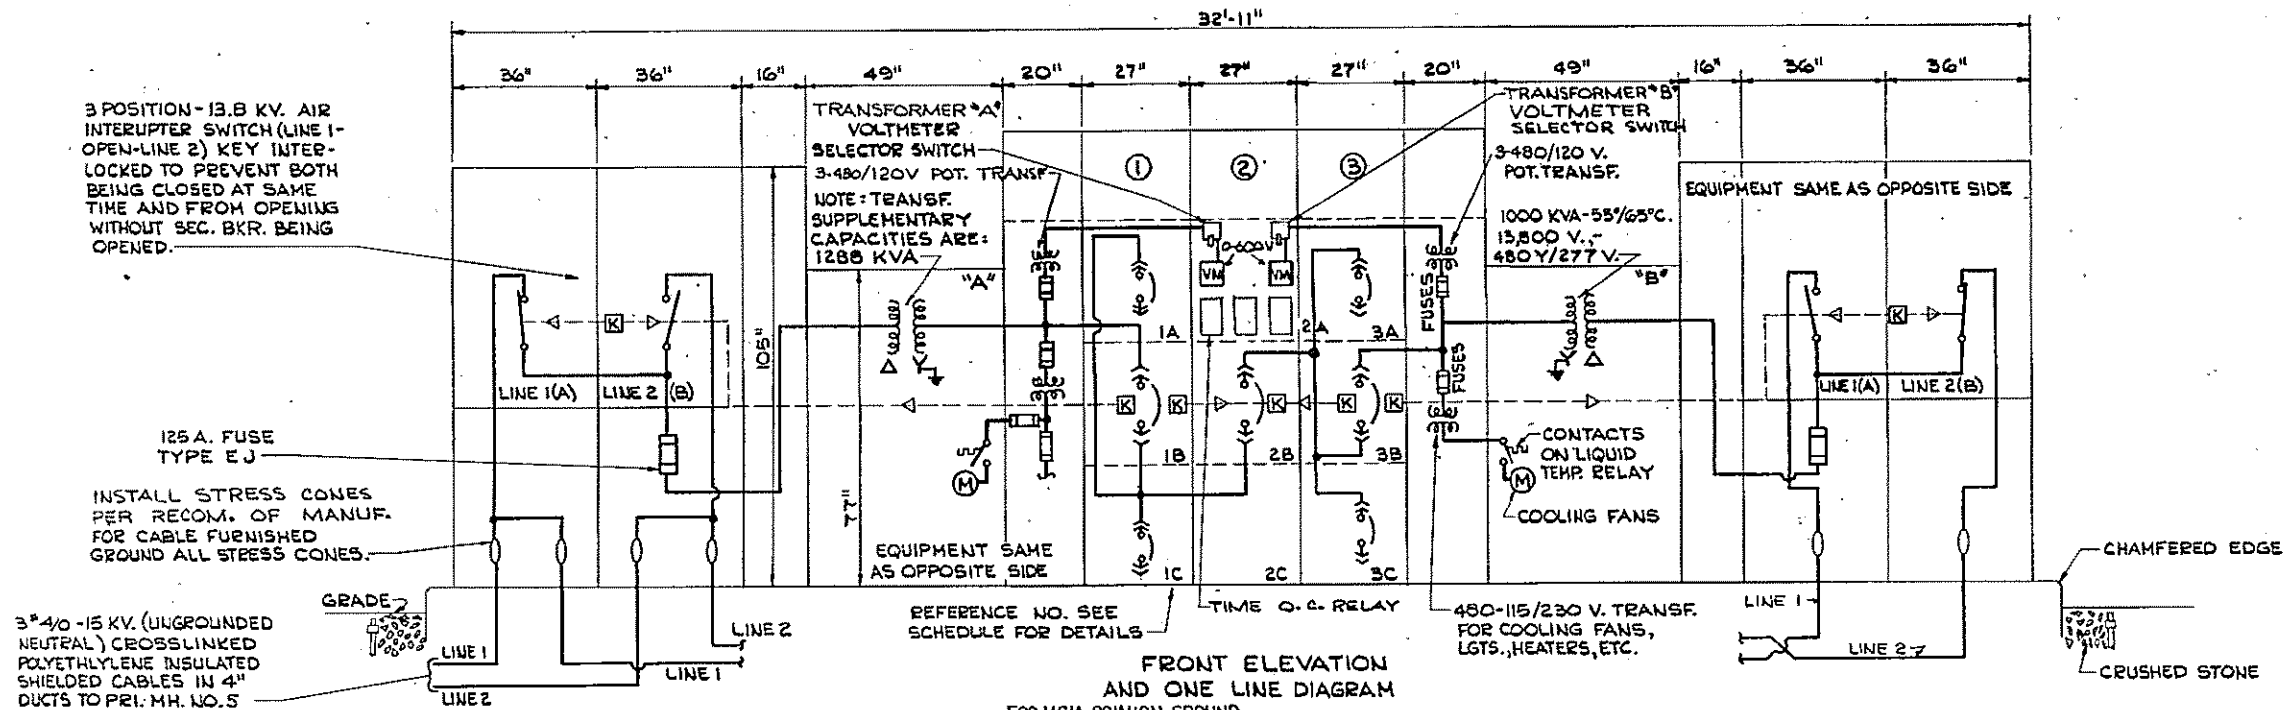 32'-11"
36" 36" 16" 49" 20" 27" 27" 27" 20" 49" 16" 36" 36"
3 POSITION-13.8 KV. AIR
INTERUPTER SWITCH (LINE 1-
OPEN-LINE 2) KEY INTER-
LOCKED TO PREVENT BOTH
BEING CLOSED AT SAME
TIME AND FROM OPENING
WITHOUT SEC. BKR. BEING
OPENED.
TRANSFORMER "A"
VOLTMETER
SELECTOR SWITCH
3-480/120V POT. TRANSF.
NOTE: TRANSF.
SUPPLEMENTARY
CAPACITIES ARE:
1288 KVA
"A"
1 2 3
TRANSFORMER "B"
VOLTMETER
SELECTOR SWITCH
3-480/120 V.
POT. TRANSF.
1000 KVA-55°/65°C.
13,800 V.,-
480Y/277 V.
"B"
EQUIPMENT SAME AS OPPOSITE SIDE
0-600V
VM VM
FUSES
FUSES
1A 2A 3A
K K
105"
77"
LINE 1(A) LINE 2 (B)
LINE 1(A) LINE 2(B)
K K K K K
1B 2B 3B
125 A. FUSE
TYPE EJ
INSTALL STRESS CONES
PER RECOM. OF MANUF.
FOR CABLE FURNISHED
GROUND ALL STRESS CONES.
M
M
CONTACTS
ON LIQUID
TEMP. RELAY
COOLING FANS
EQUIPMENT SAME
AS OPPOSITE SIDE
1C 2C 3C
CHAMFERED EDGE
GRADE
REFERENCE NO. SEE
SCHEDULE FOR DETAILS
TIME O.C. RELAY
480-115/230 V. TRANSF.
FOR COOLING FANS,
LGTS., HEATERS, ETC.
LINE 1
3#4/0-15 KV. (UNGROUNDED
NEUTRAL) CROSSLINKED
POLYETHLYLENE INSULATED
SHIELDED CABLES IN 4"
DUCTS TO PRI. MH. NO.5
LINE 1
LINE 2
LINE 2
LINE 1
LINE 2
CRUSHED STONE
FRONT ELEVATION
AND ONE LINE DIAGRAM